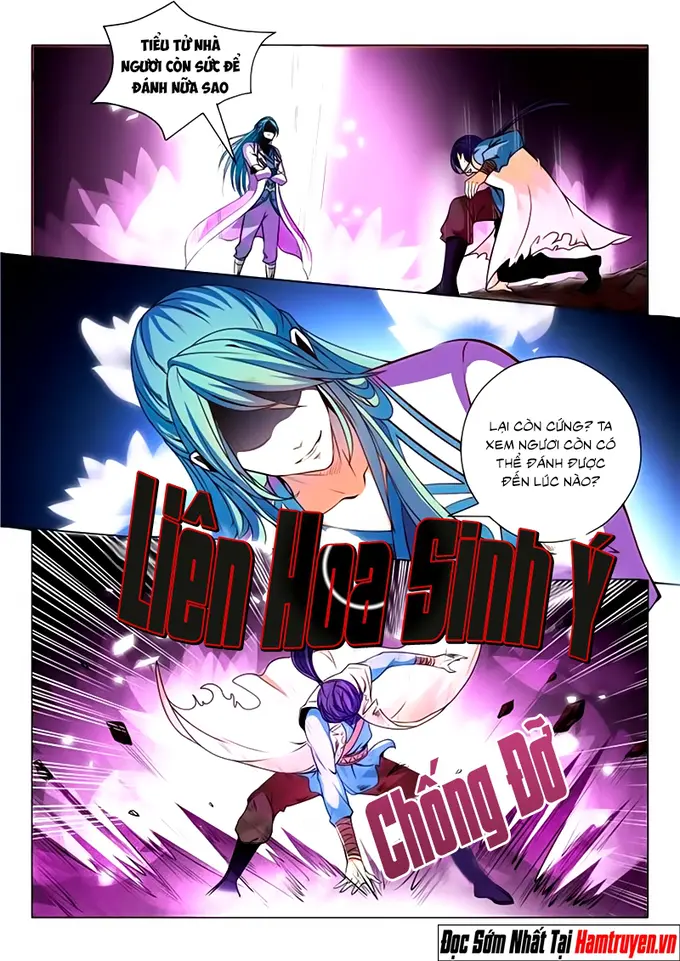 TIỂU TỬ NHÀ
NGƯƠI CÒN SỨC ĐỂ
ĐÁNH NỮA SAO
LẠI CÒN CỨNG? TA
XEM NGƯƠI CÒN CÓ
THỂ ĐÁNH ĐƯỢC
ĐẾN LÚC NÀO?
Liên Hoa Sinh Ý
Chống Đỡ
Đọc Sớm Nhất Tại Hamtruyen.vn